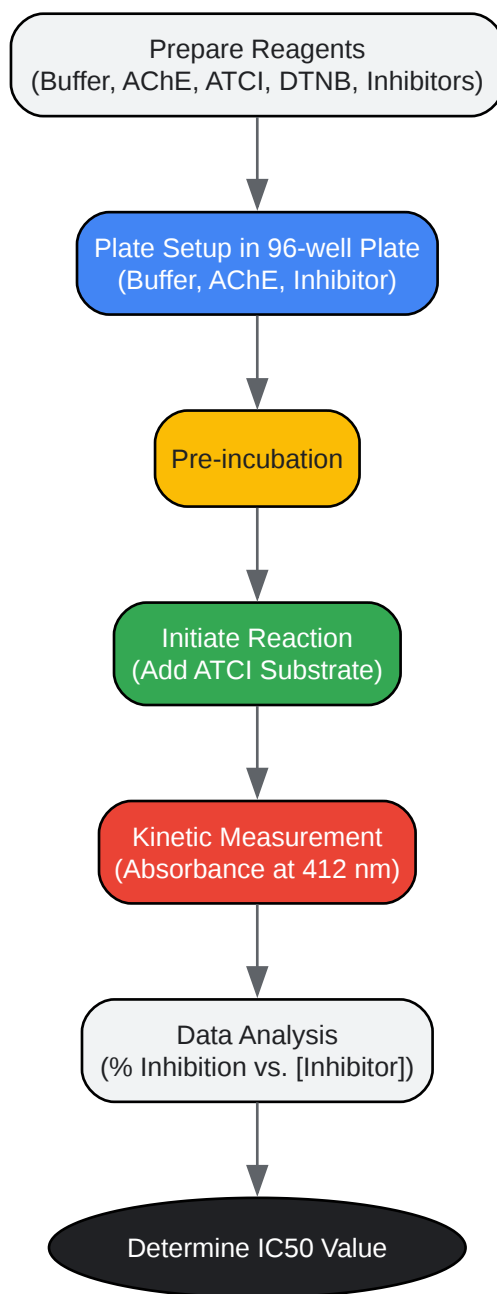 Prepare Reagents
(Buffer, AChE, ATCI, DTNB, Inhibitors)
Plate Setup in 96-well Plate
(Buffer, AChE, Inhibitor)
Pre-incubation
Initiate Reaction
(Add ATCI Substrate)
Kinetic Measurement
(Absorbance at 412 nm)
Data Analysis
(% Inhibition vs. [Inhibitor])
Determine IC50 Value